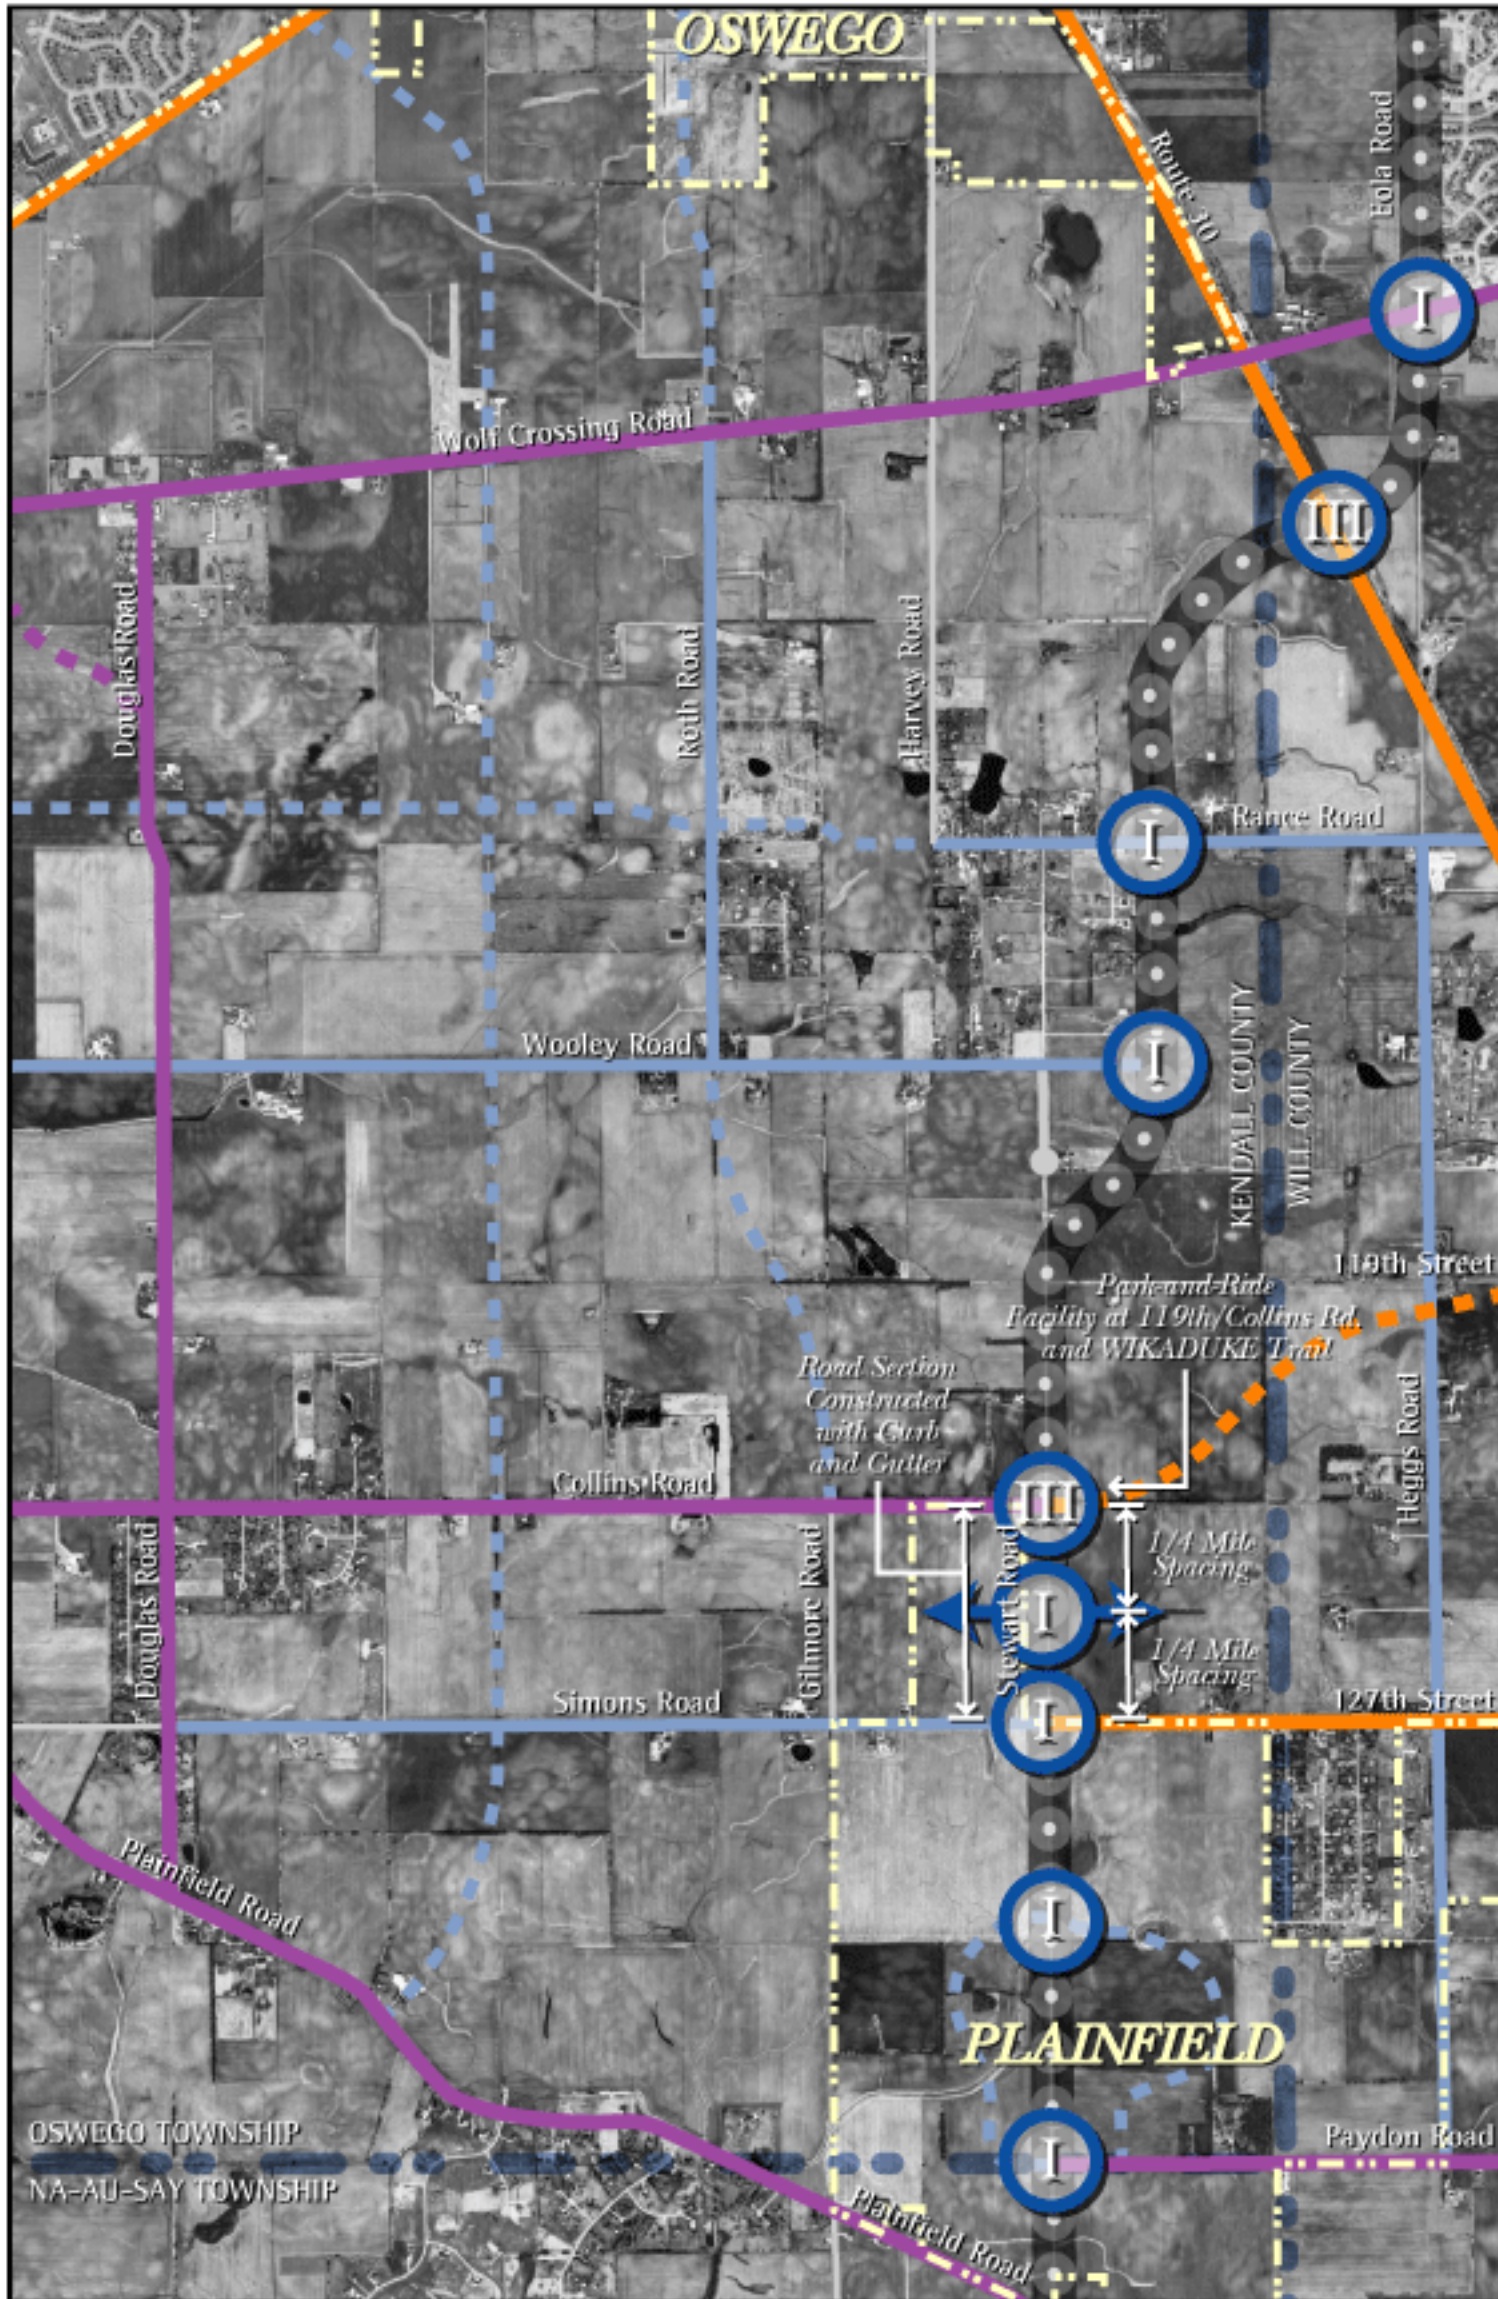 OSWEGO
Route 30
Eola Road
I
Wolf Crossing Road
III
Douglas Road
Roth Road
Harvey Road
Rance Road
I
Wooley Road
I
KENDALL COUNTY
WILL COUNTY
119th Street
Park-and-Ride
Facility at 119th/Collins Rd.
and WIKADUKE Trail
Road Section
Constructed
with Curb
and Gutter
Heggs Road
Collins Road
III
Douglas Road
Gilmore Road
Stewart Road
1/4 Mile
Spacing
I
1/4 Mile
Spacing
Simons Road
I
127th Street
Plainfield Road
I
PLAINFIELD
OSWEGO TOWNSHIP
NA-AU-SAY TOWNSHIP
I
Paydon Road
Plainfield Road